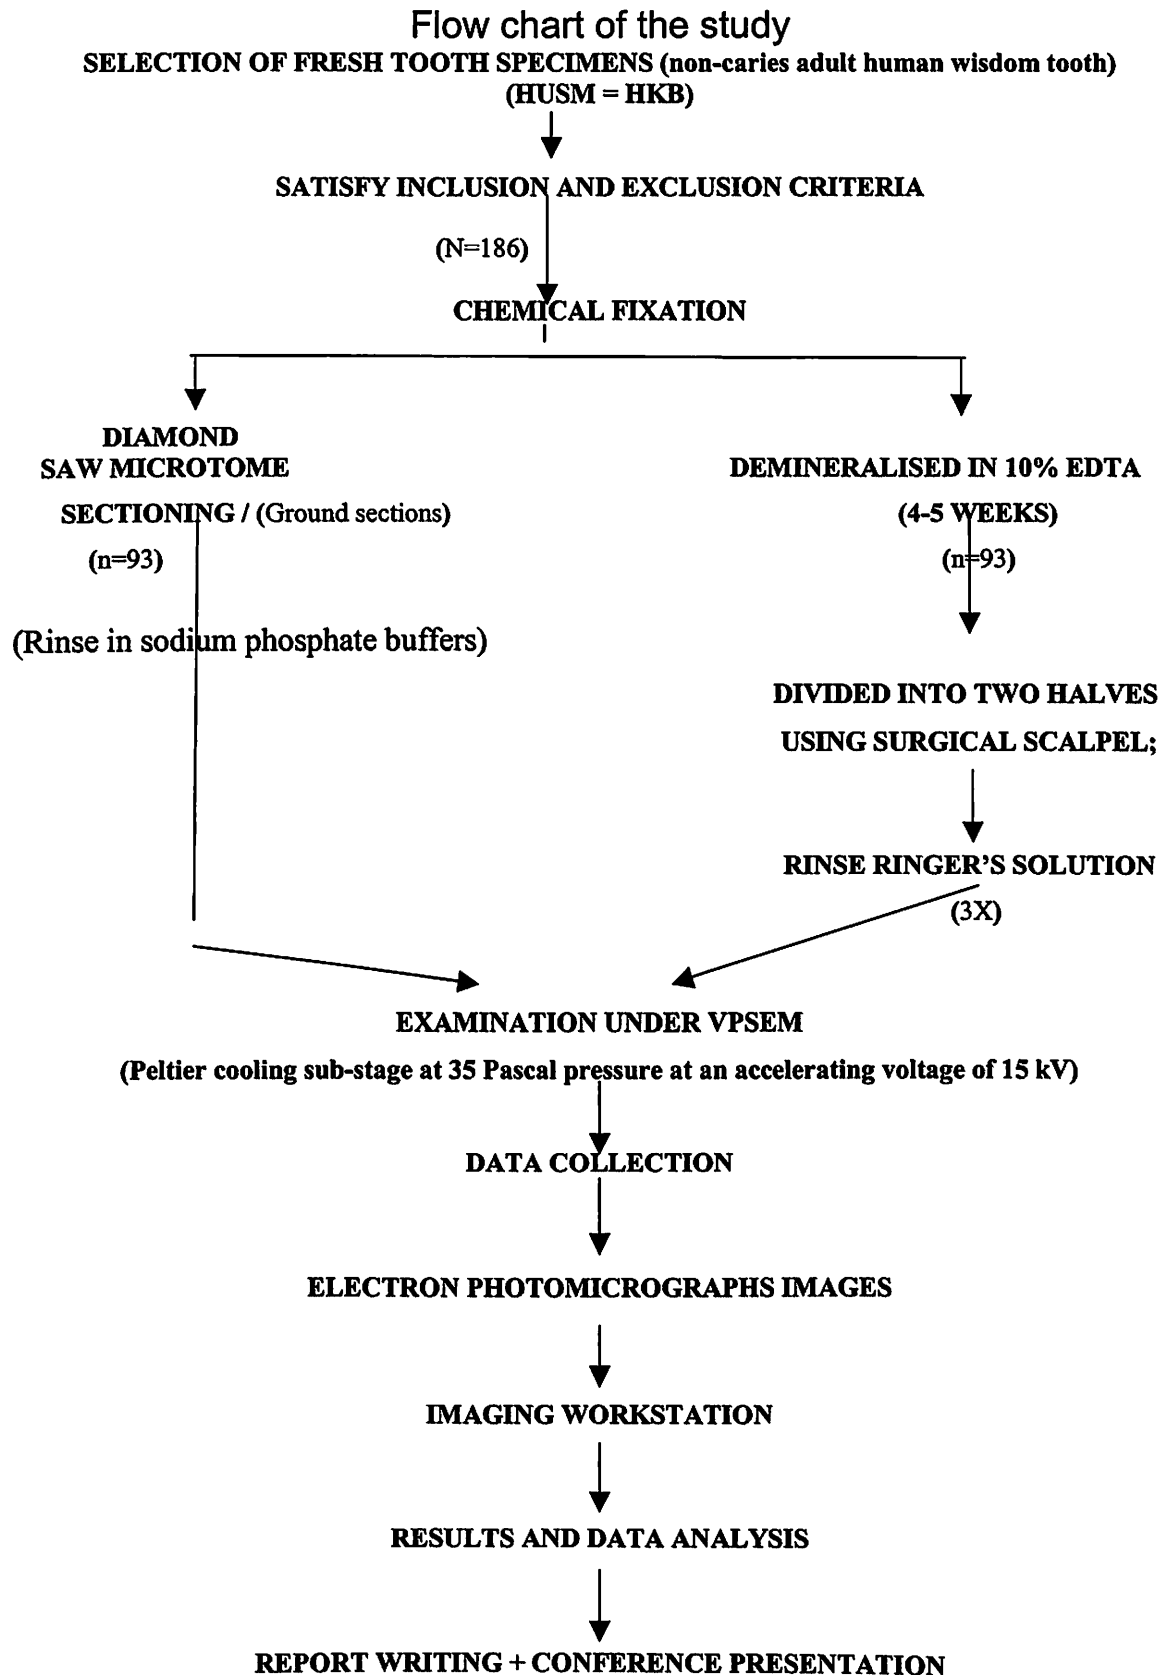 Flow chart of the study
SELECTION OF FRESH TOOTH SPECIMENS (non-caries adult human wisdom tooth)
(HUSM = HKB)
SATISFY INCLUSION AND EXCLUSION CRITERIA
(N=186)
CHEMICAL FIXATION
DIAMOND
SAW MICROTOME
SECTIONING / (Ground sections)
(n=93)
(Rinse in sodium phosphate buffers)
DEMINERALISED IN 10% EDTA
(4-5 WEEKS)
(n=93)
DIVIDED INTO TWO HALVES
USING SURGICAL SCALPEL;
RINSE RINGER'S SOLUTION
(3X)
EXAMINATION UNDER VPSEM
(Peltier cooling sub-stage at 35 Pascal pressure at an accelerating voltage of 15 kV)
DATA COLLECTION
ELECTRON PHOTOMICROGRAPHS IMAGES
IMAGING WORKSTATION
RESULTS AND DATA ANALYSIS
REPORT WRITING + CONFERENCE PRESENTATION